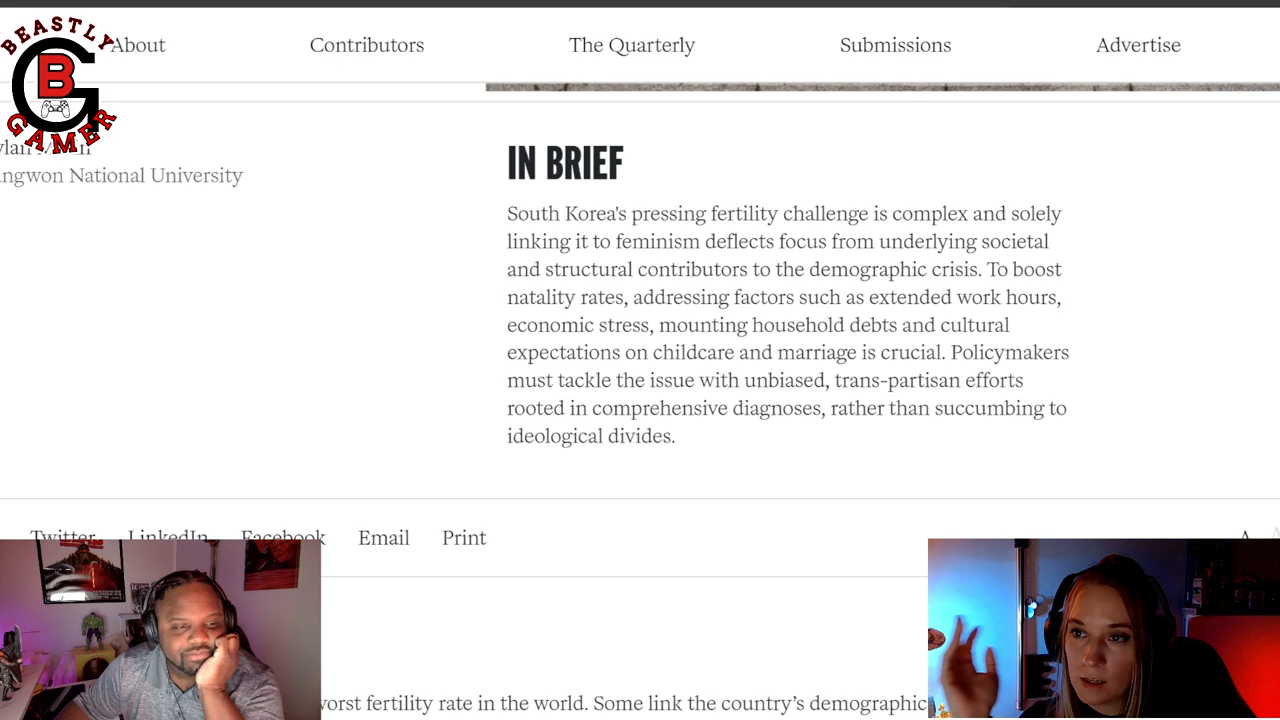 BEASTLY
B
GAMER
About
Contributors
The Quarterly
Submissions
Advertise
ngwon National University
IN BRIEF
South Korea's pressing fertility challenge is complex and solely
linking it to feminism deflects focus from underlying societal
and structural contributors to the demographic crisis. To boost
natality rates, addressing factors such as extended work hours,
economic stress, mounting household debts and cultural
expectations on childcare and marriage is crucial. Policymakers
must tackle the issue with unbiased, trans-partisan efforts
rooted in comprehensive diagnoses, rather than succumbing to
ideological divides.
Twitter
LinkedIn
Facebook
Email
Print
A
worst fertility rate in the world. Some link the country's demographic